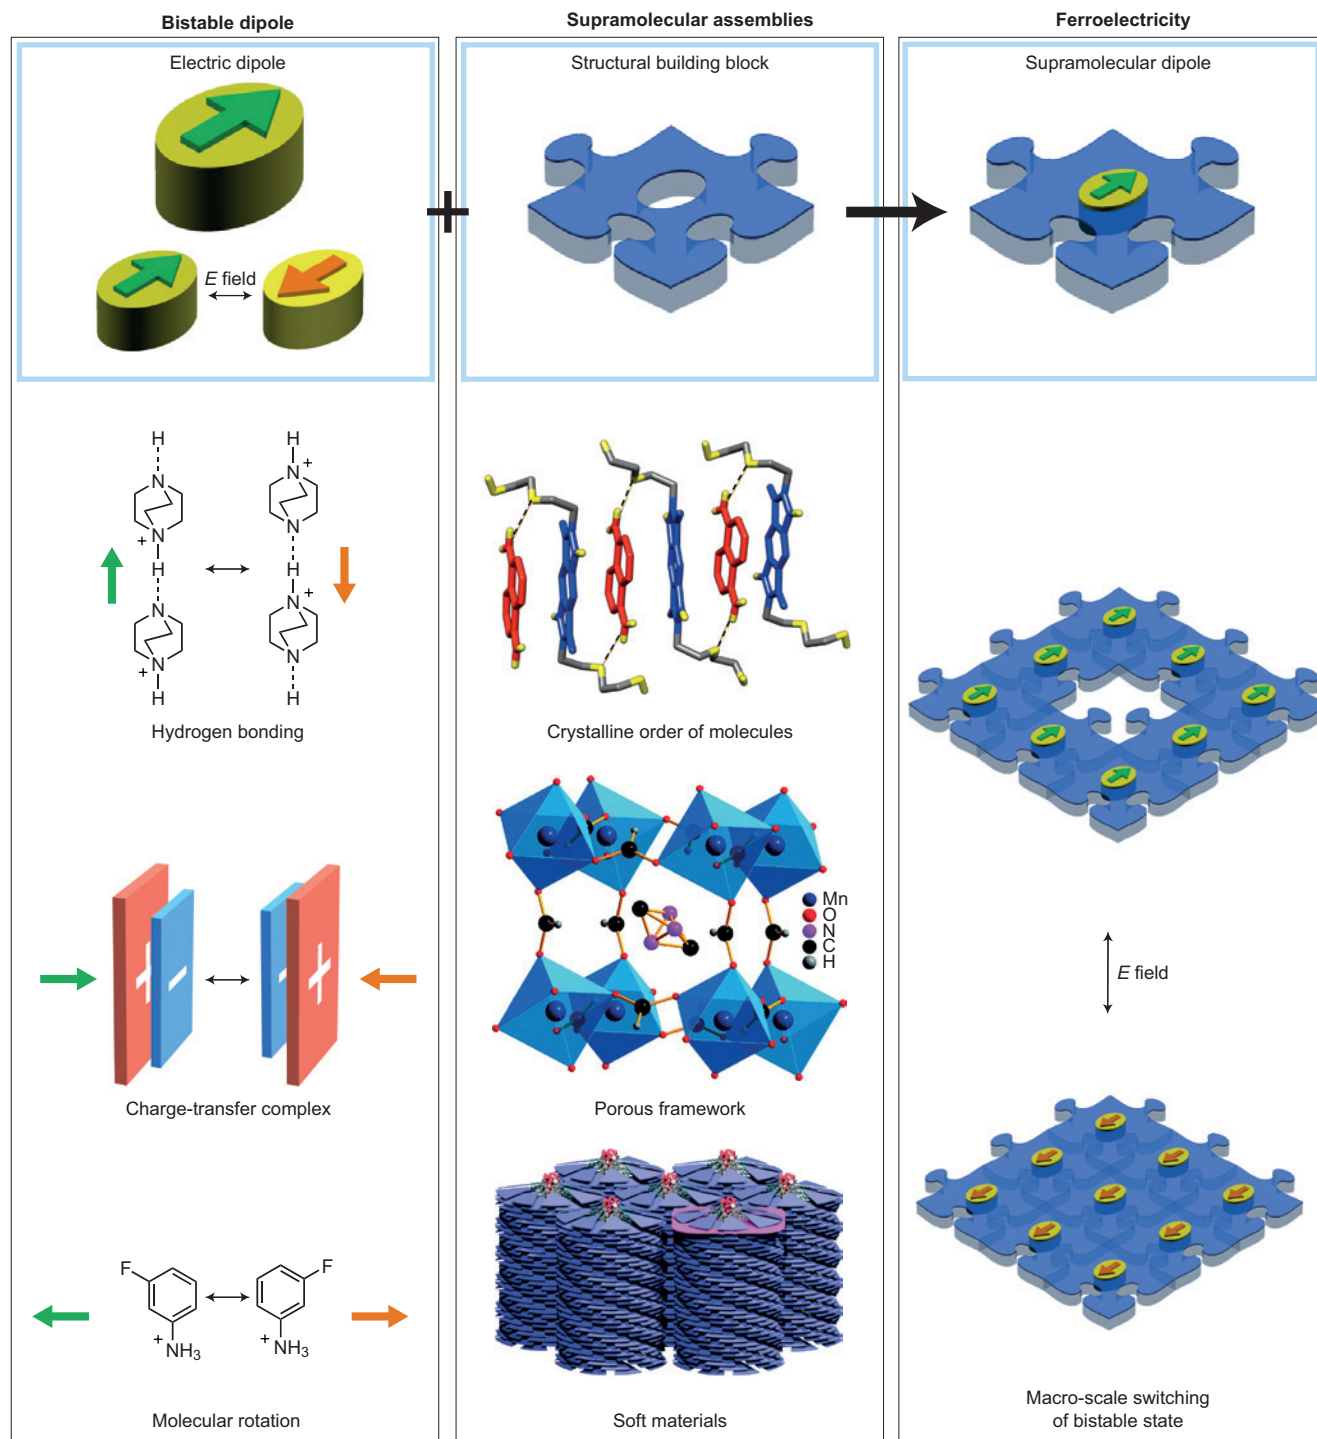 Bistable dipole
Electric dipole
E field
H
N
+
N
+
H
N
N
+
H
H
+
N
N
H
+
N
N
H
Hydrogen bonding
+
−
−
+
Charge-transfer complex
F
+
NH3
F
+
NH3
Molecular rotation
+
Supramolecular assemblies
Structural building block
Crystalline order of molecules
Mn
O
N
C
H
Porous framework
Soft materials
Ferroelectricity
Supramolecular dipole
E field
Macro-scale switching
of bistable state